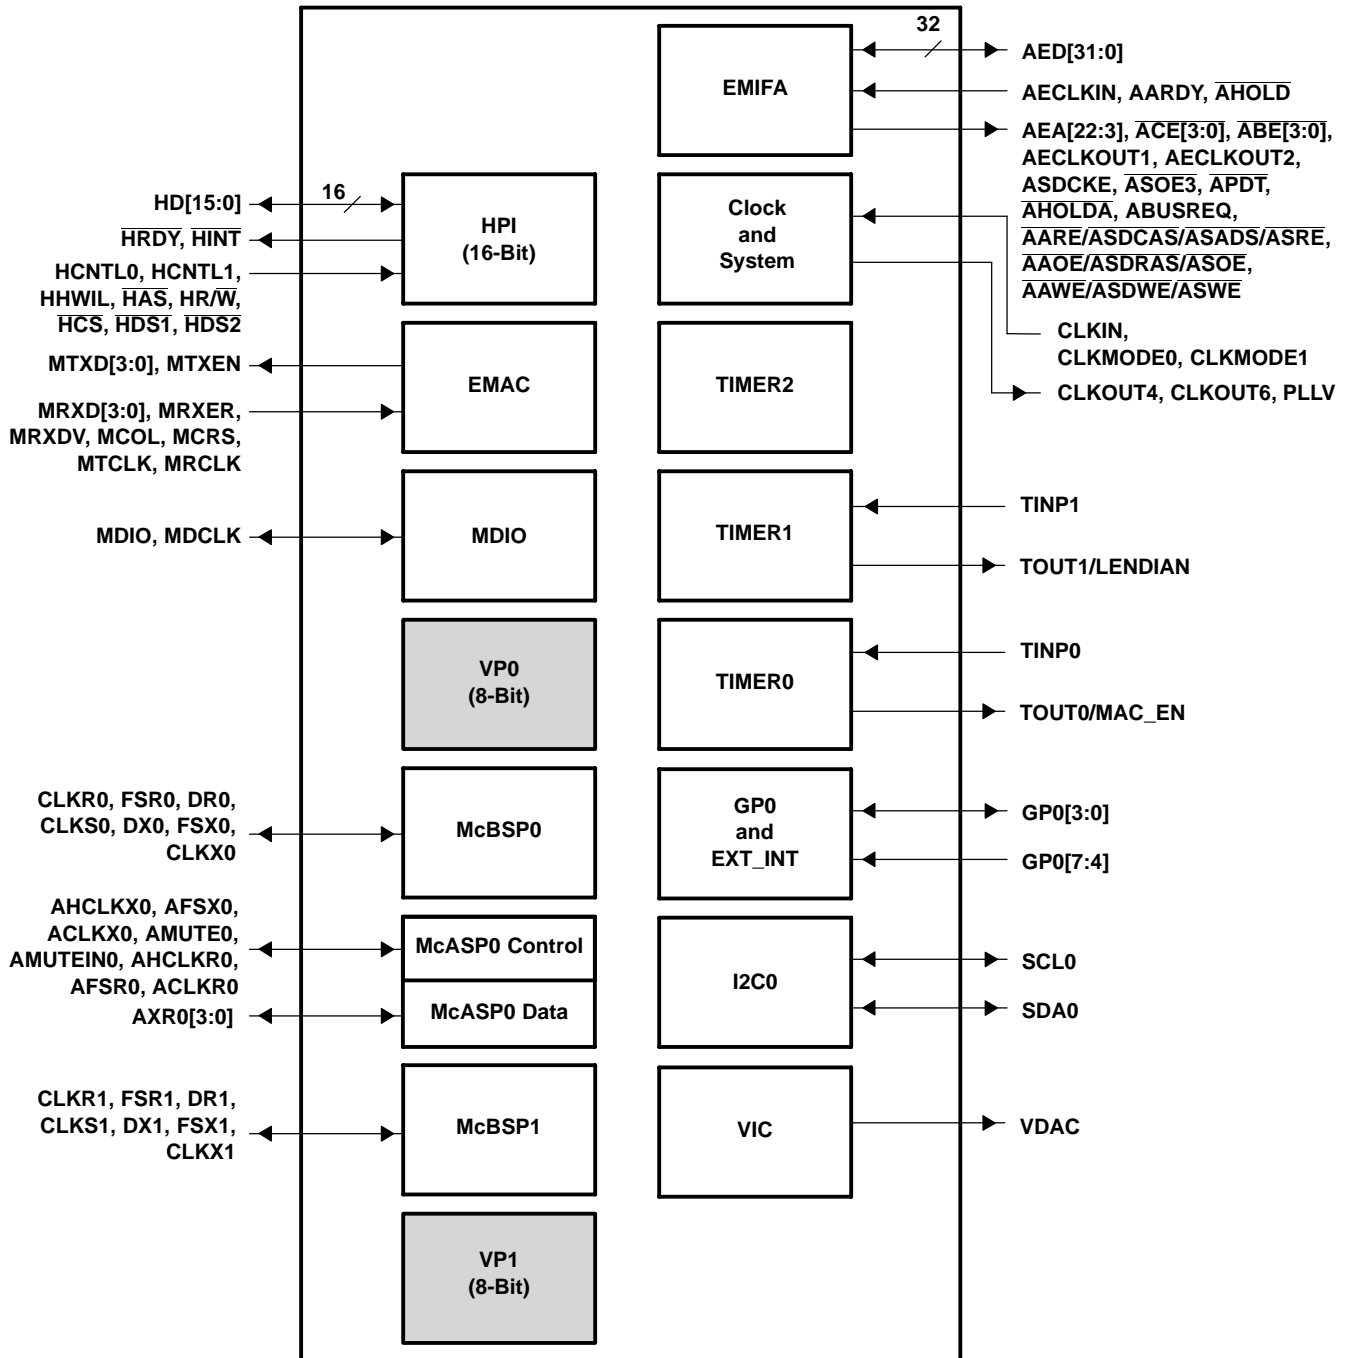 32
AED[31:0]
EMIFA
AECLKIN, AARDY, AHOLD
AEA[22:3], ACE[3:0], ABE[3:0],
AECLKOUT1, AECLKOUT2,
ASDCKE, ASOE3, APDT,
AHOLDA, ABUSREQ,
AARE/ASDCAS/ASADS/ASRE,
AAOE/ASDRAS/ASOE,
AAWE/ASDWE/ASWE
HD[15:0]
16
HRDY, HINT
HCNTL0, HCNTL1,
HHWIL, HAS, HR/W,
HCS, HDS1, HDS2
HPI
(16-Bit)
Clock
and
System
CLKIN,
CLKMODE0, CLKMODE1
CLKOUT4, CLKOUT6, PLLV
MTXD[3:0], MTXEN
MRXD[3:0], MRXER,
MRXDV, MCOL, MCRS,
MTCLK, MRCLK
EMAC
TIMER2
MDIO, MDCLK
MDIO
TIMER1
TINP1
TOUT1/LENDIAN
VP0
(8-Bit)
TIMER0
TINP0
TOUT0/MAC_EN
CLKR0, FSR0, DR0,
CLKS0, DX0, FSX0,
CLKX0
McBSP0
GP0
and
EXT_INT
GP0[3:0]
GP0[7:4]
AHCLKX0, AFSX0,
ACLKX0, AMUTE0,
AMUTEIN0, AHCLKR0,
AFSR0, ACLKR0
AXR0[3:0]
McASP0 Control
McASP0 Data
I2C0
SCL0
SDA0
CLKR1, FSR1, DR1,
CLKS1, DX1, FSX1,
CLKX1
McBSP1
VIC
VDAC
VP1
(8-Bit)